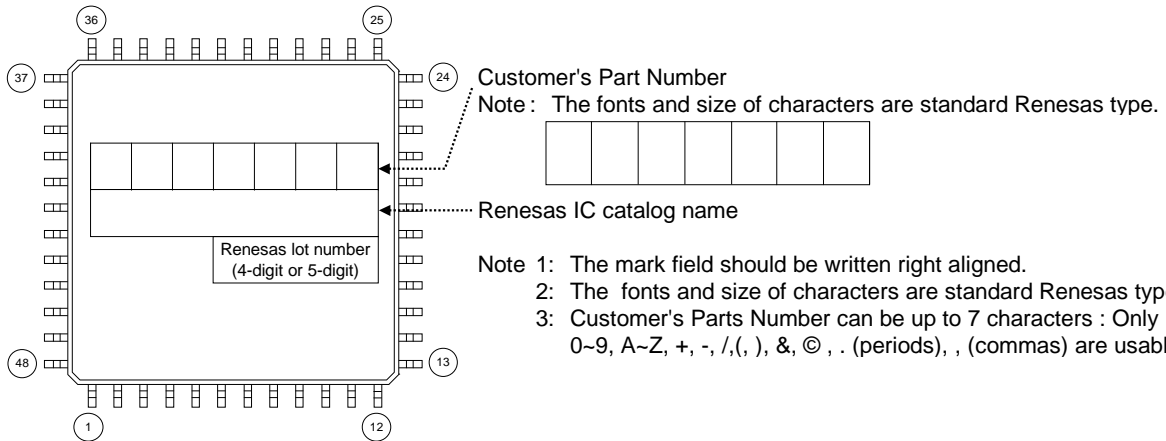 36
25
37
24
Customer's Part Number
Note : The fonts and size of characters are standard Renesas type.
Renesas IC catalog name
Renesas lot number
(4-digit or 5-digit)
Note 1: The mark field should be written right aligned.
2: The fonts and size of characters are standard Renesas
3: Customer's Parts Number can be up to 7 characters : Only
0~9, A~Z, +, -, /,(, ), &, © , . (periods), , (commas) are
48
13
1
12